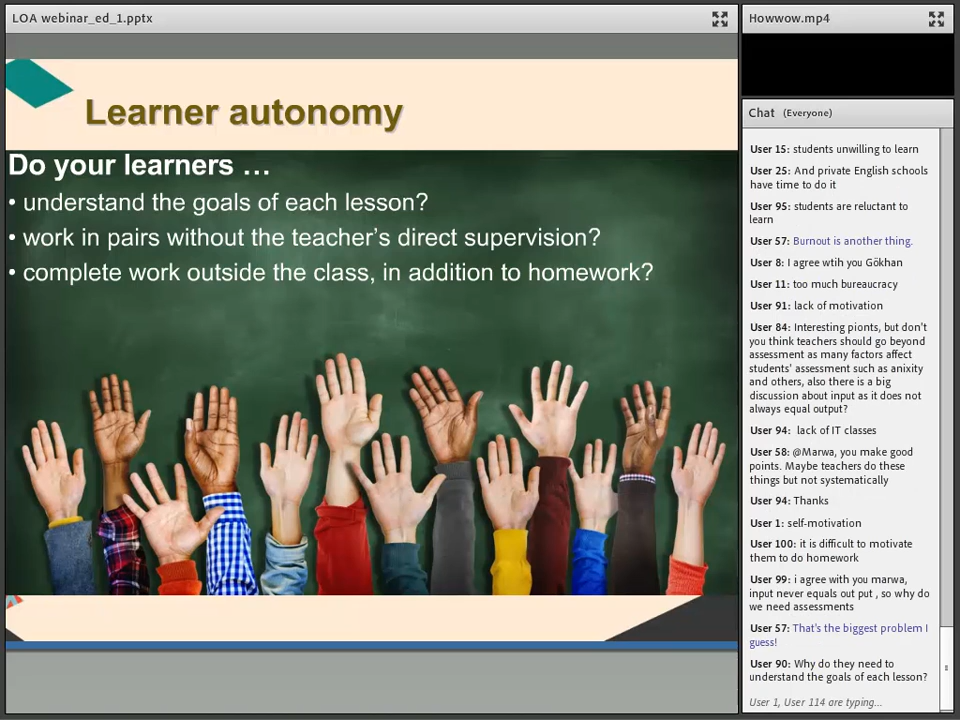 LOA webinar_ed_1.pptx
Learner autonomy
Do your learners …
• understand the goals of each lesson?
• work in pairs without the teacher's direct supervision?
• complete work outside the class, in addition to homework?
Howwow.mp4
Chat (Everyone)
User 15: students unwilling to learn
User 25: And private English schools
have time to do it
User 95: students are reluctant to
learn
User 57: Burnout is another thing.
User 8: I agree wtih you Gökhan
User 11: too much bureaucracy
User 91: lack of motivation
User 84: Interesting pionts, but don't
you think teachers should go beyond
assessment as many factors affect
students' assessment such as anixity
and others, also there is a big
discussion about input as it does not
always equal output?
User 94: lack of IT classes
User 58: @Marwa, you make good
points. Maybe teachers do these
things but not systematically
User 94: Thanks
User 1: self-motivation
User 100: it is difficult to motivate
them to do homework
User 99: i agree with you marwa,
input never equals out put , so why do
we need assessments
User 57: That's the biggest problem I
guess!
User 90: Why do they need to
understand the goals of each lesson?
User 1, User 114 are typing...